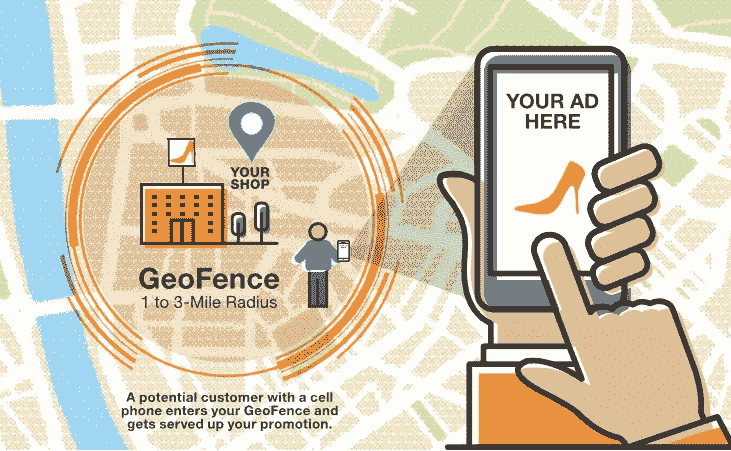 YOUR AD
HERE
YOUR
SHOP
GeoFence
1 to 3-Mile Radius
A potential customer with a cell
phone enters your GeoFence and
gets served up your promotion.